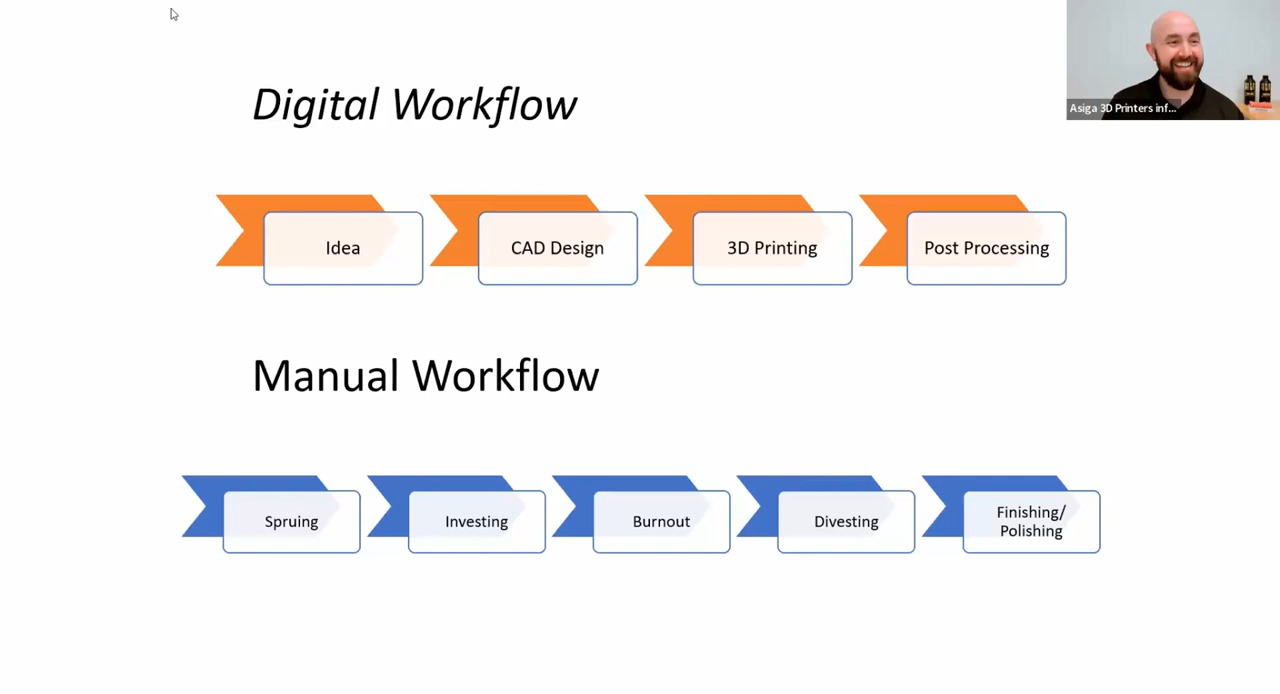 Asiga 3D Printers inf...
Digital Workflow
Idea
CAD Design
3D Printing
Post Processing
Manual Workflow
Spruing
Investing
Burnout
Divesting
Finishing/
Polishing